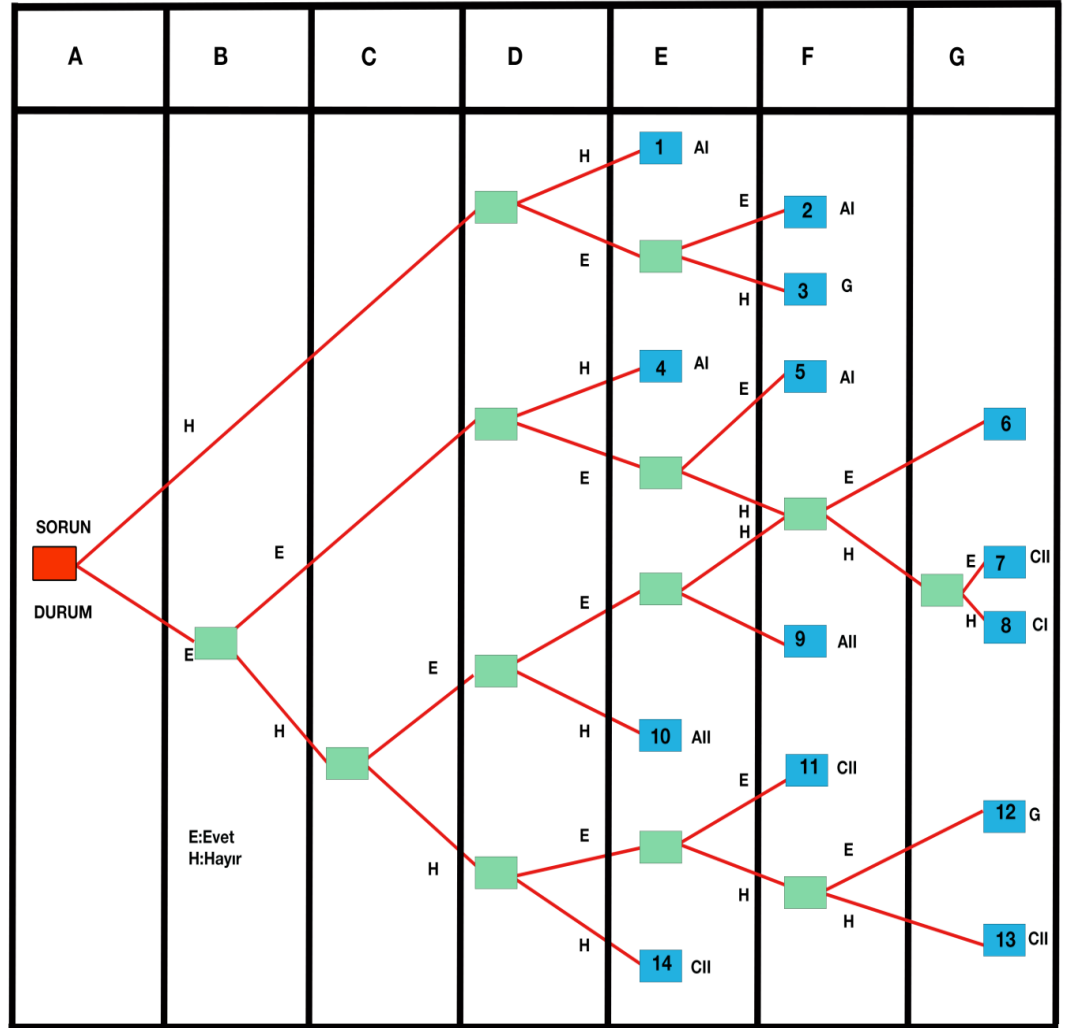 A B C D E F G
H 1 AI
E 2 AI
E
H 3 G
H 4 AI
E 5 AI
H
6
E
E
H
H
SORUN
E
H
E 7 CII
DURUM
E
H 8 CI
E
9 AII
E
H
H 10 AII
E 11 CII
E:Evet
H:Hayır
E
E
12 G
H
H
H
13 CII
H
14 CII